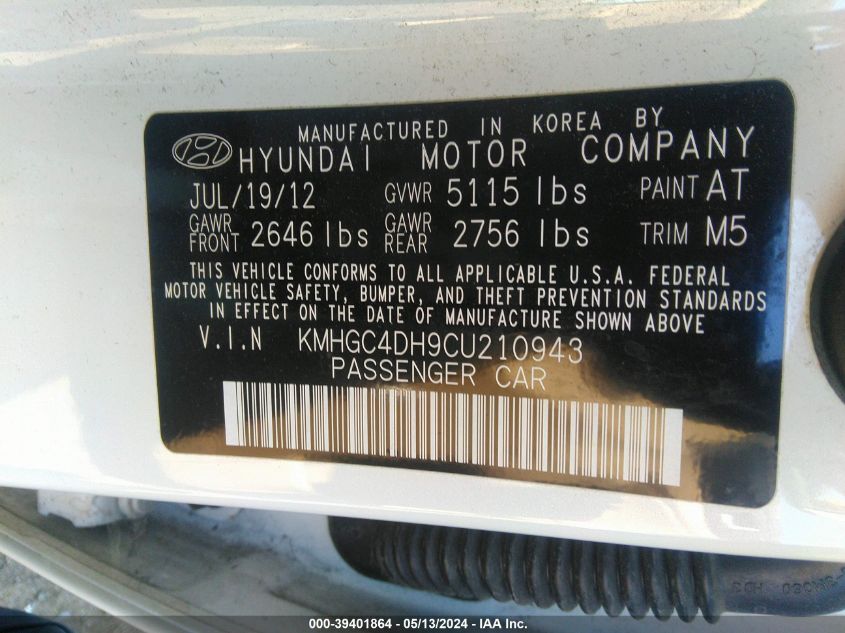 MANUFACTURED IN KOREA BY
HYUNDAI MOTOR COMPANY
JUL/19/12 GVWR 5115 lbs PAINT AT
GAWR FRONT 2646 lbs GAWR REAR 2756 lbs TRIM M5
THIS VEHICLE CONFORMS TO ALL APPLICABLE U.S.A. FEDERAL
MOTOR VEHICLE SAFETY, BUMPER, AND THEFT PREVENTION STANDARDS
IN EFFECT ON THE DATE OF MANUFACTURE SHOWN ABOVE
V.I.N KMHGC4DH9CU210943
PASSENGER CAR
000-39401864 - 05/13/2024 - IAA Inc.